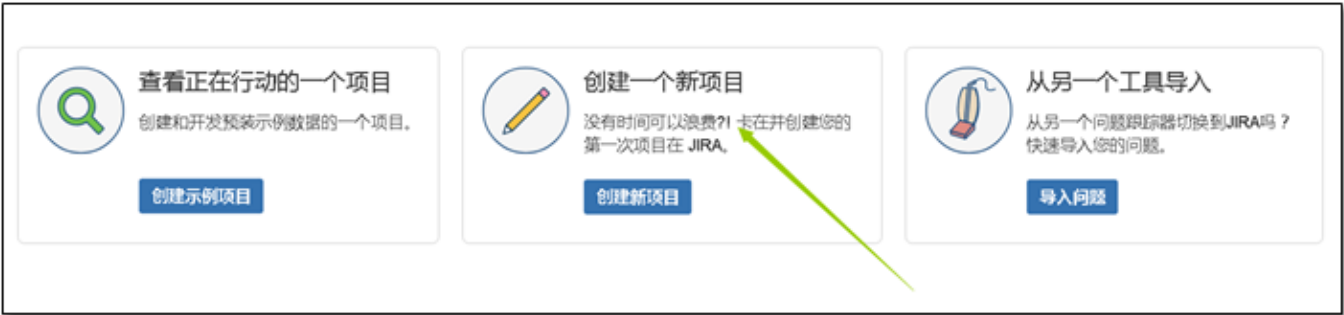 查看正在行动的一个项目
创建和开发预装示例数据的一个项目。
创建示例项目
创建一个新项目
没有时间可以浪费?! 卡在并创建您的
第一次项目在 JIRA。
创建新项目
从另一个工具导入
从另一个问题跟踪器切换到JIRA吗？
快速导入您的问题。
导入问题